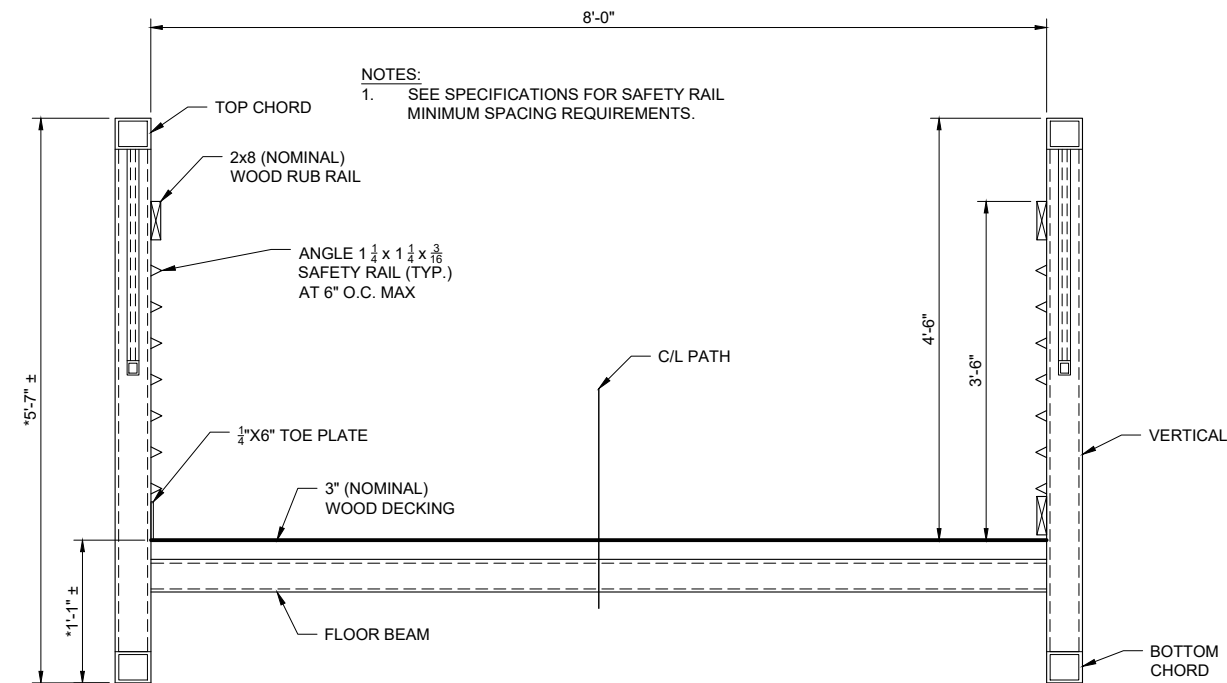 8'-0"
NOTES:
1. SEE SPECIFICATIONS FOR SAFETY RAIL
MINIMUM SPACING REQUIREMENTS.
TOP CHORD
2x8 (NOMINAL)
WOOD RUB RAIL
ANGLE 1 1/4 x 1 1/4 x 3/16
SAFETY RAIL (TYP.)
AT 6" O.C. MAX
4'-6"
3'-6"
C/L PATH
*5'-7" ±
1/4"X6" TOE PLATE
VERTICAL
3" (NOMINAL)
WOOD DECKING
*1'-1" ±
FLOOR BEAM
BOTTOM
CHORD